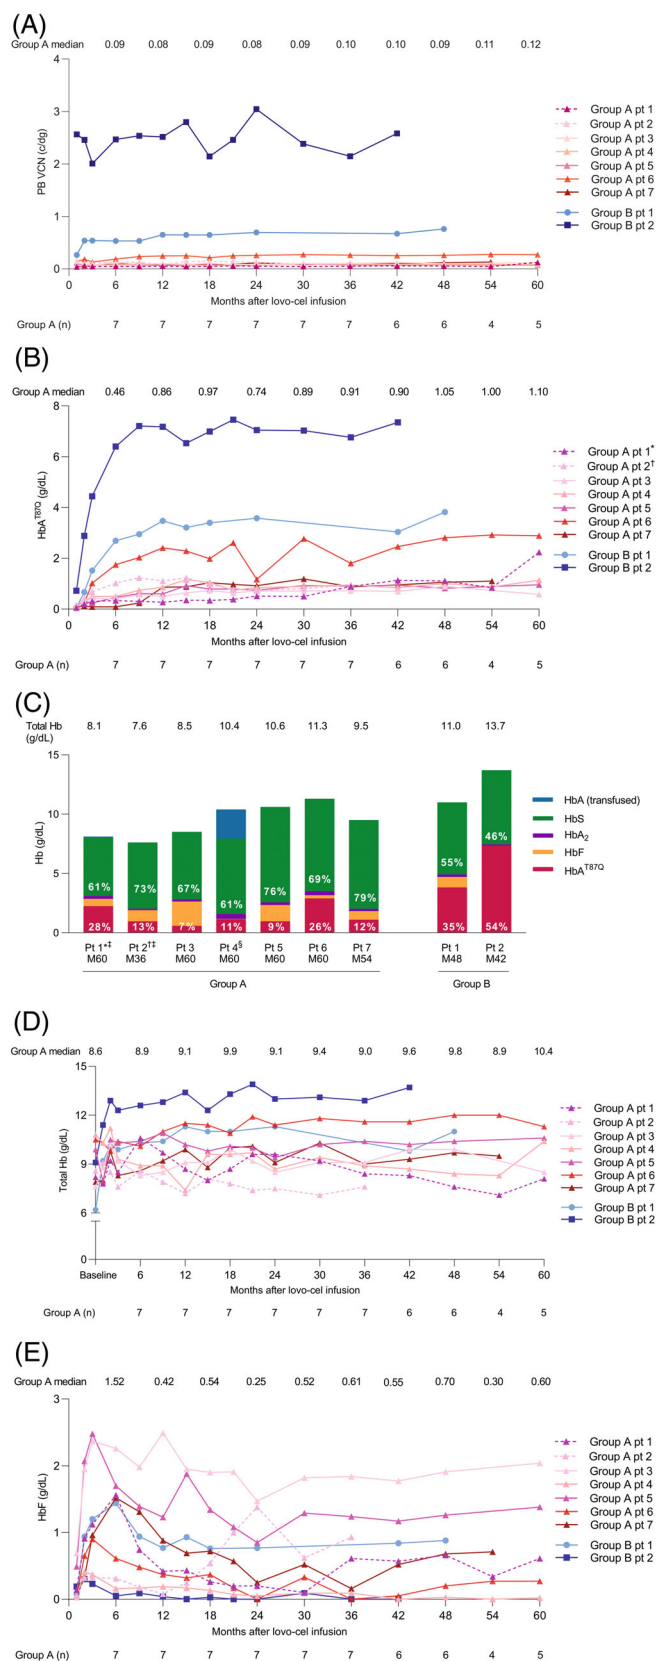 (A)
Group A median 0.09 0.08 0.09 0.08 0.09 0.10 0.10 0.09 0.11 0.12
4
3
2
1
0
PB VCN (c/dg)
0 6 12 18 24 30 36 42 48 54 60
Months after lovo-cel infusion
Group A (n) 7 7 7 7 7 7 6 6 4 5
Group A pt 1
Group A pt 2
Group A pt 3
Group A pt 4
Group A pt 5
Group A pt 6
Group A pt 7
Group B pt 1
Group B pt 2
(B)
Group A median 0.46 0.86 0.97 0.74 0.89 0.91 0.90 1.05 1.00 1.10
8
6
4
2
0
HbA^T87Q (g/dL)
0 6 12 18 24 30 36 42 48 54 60
Months after lovo-cel infusion
Group A (n) 7 7 7 7 7 7 6 6 4 5
Group A pt 1*
Group A pt 2†
Group A pt 3
Group A pt 4
Group A pt 5
Group A pt 6
Group A pt 7
Group B pt 1
Group B pt 2
(C)
Total Hb (g/dL) 8.1 7.6 8.5 10.4 10.6 11.3 9.5 11.0 13.7
15
10
5
0
Hb (g/dL)
61% 73% 67% 61% 76% 69% 79% 55% 46%
28% 13% 7% 11% 9% 26% 12% 35% 54%
Pt 1*‡ Pt 2†‡ Pt 3 Pt 4§ Pt 5 Pt 6 Pt 7 Pt 1 Pt 2
M60 M36 M60 M60 M60 M60 M54 M48 M42
Group A Group B
HbA (transfused)
HbS
HbA₂
HbF
HbA^T87Q
(D)
Group A median 8.6 8.9 9.1 9.9 9.1 9.4 9.0 9.6 9.8 8.9 10.4
15
12
9
6
0
Total Hb (g/dL)
Baseline 6 12 18 24 30 36 42 48 54 60
Months after lovo-cel infusion
Group A (n) 7 7 7 7 7 7 6 6 4 5
Group A pt 1
Group A pt 2
Group A pt 3
Group A pt 4
Group A pt 5
Group A pt 6
Group A pt 7
Group B pt 1
Group B pt 2
(E)
Group A median 1.52 0.42 0.54 0.25 0.52 0.61 0.55 0.70 0.30 0.60
3
2
1
0
HbF (g/dL)
0 6 12 18 24 30 36 42 48 54 60
Months after lovo-cel infusion
Group A (n) 7 7 7 7 7 7 6 6 4 5
Group A pt 1
Group A pt 2
Group A pt 3
Group A pt 4
Group A pt 5
Group A pt 6
Group A pt 7
Group B pt 1
Group B pt 2